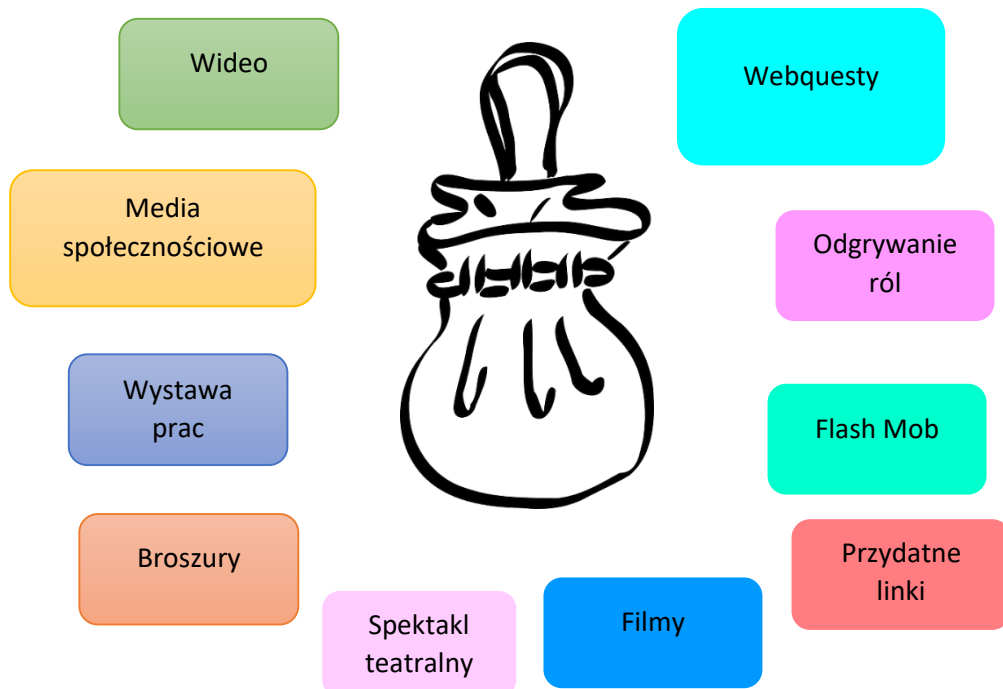 Wideo
Webquesty
Media
społecznościowe
Odgrywanie
ról
Wystawa
prac
Flash Mob
Broszury
Przydatne
linki
Spektakl
teatralny
Filmy